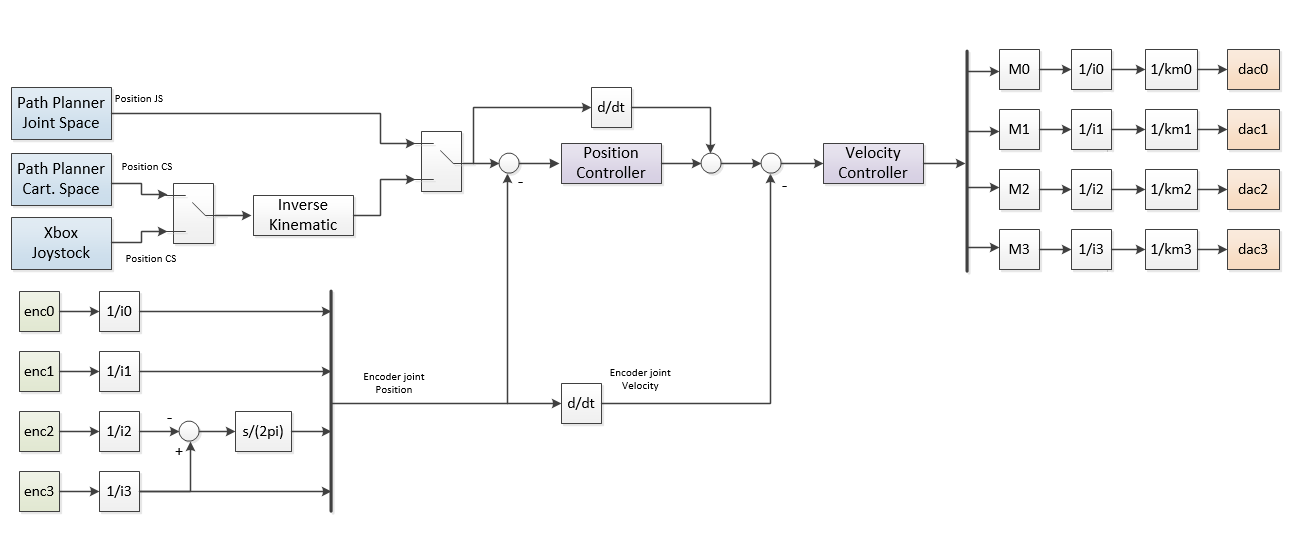 Path Planner
Joint Space
Position JS
Path Planner
Cart. Space
Position CS
Xbox
Joystock
Position CS
Inverse
Kinematic
d/dt
-
Position
Controller
-
Velocity
Controller
M0
1/i0
1/km0
dac0
M1
1/i1
1/km1
dac1
M2
1/i2
1/km2
dac2
M3
1/i3
1/km3
dac3
enc0
1/i0
enc1
1/i1
enc2
1/i2
-
+
s/(2pi)
enc3
1/i3
Encoder joint
Position
d/dt
Encoder joint
Velocity